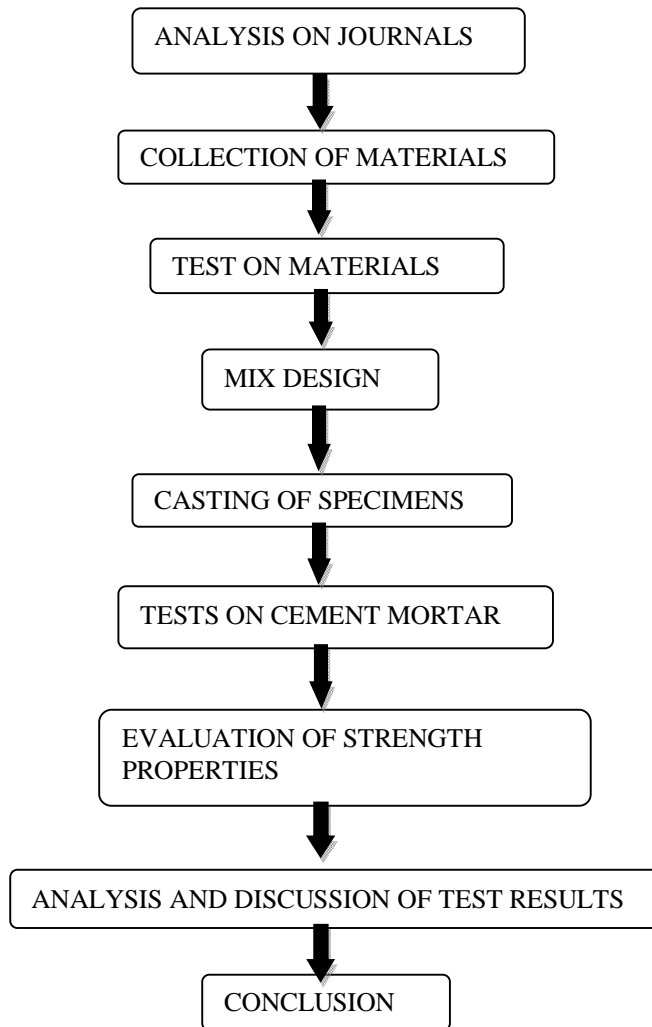 ANALYSIS ON JOURNALS
COLLECTION OF MATERIALS
TEST ON MATERIALS
MIX DESIGN
CASTING OF SPECIMENS
TESTS ON CEMENT MORTAR
EVALUATION OF STRENGTH
PROPERTIES
ANALYSIS AND DISCUSSION OF TEST RESULTS
CONCLUSION